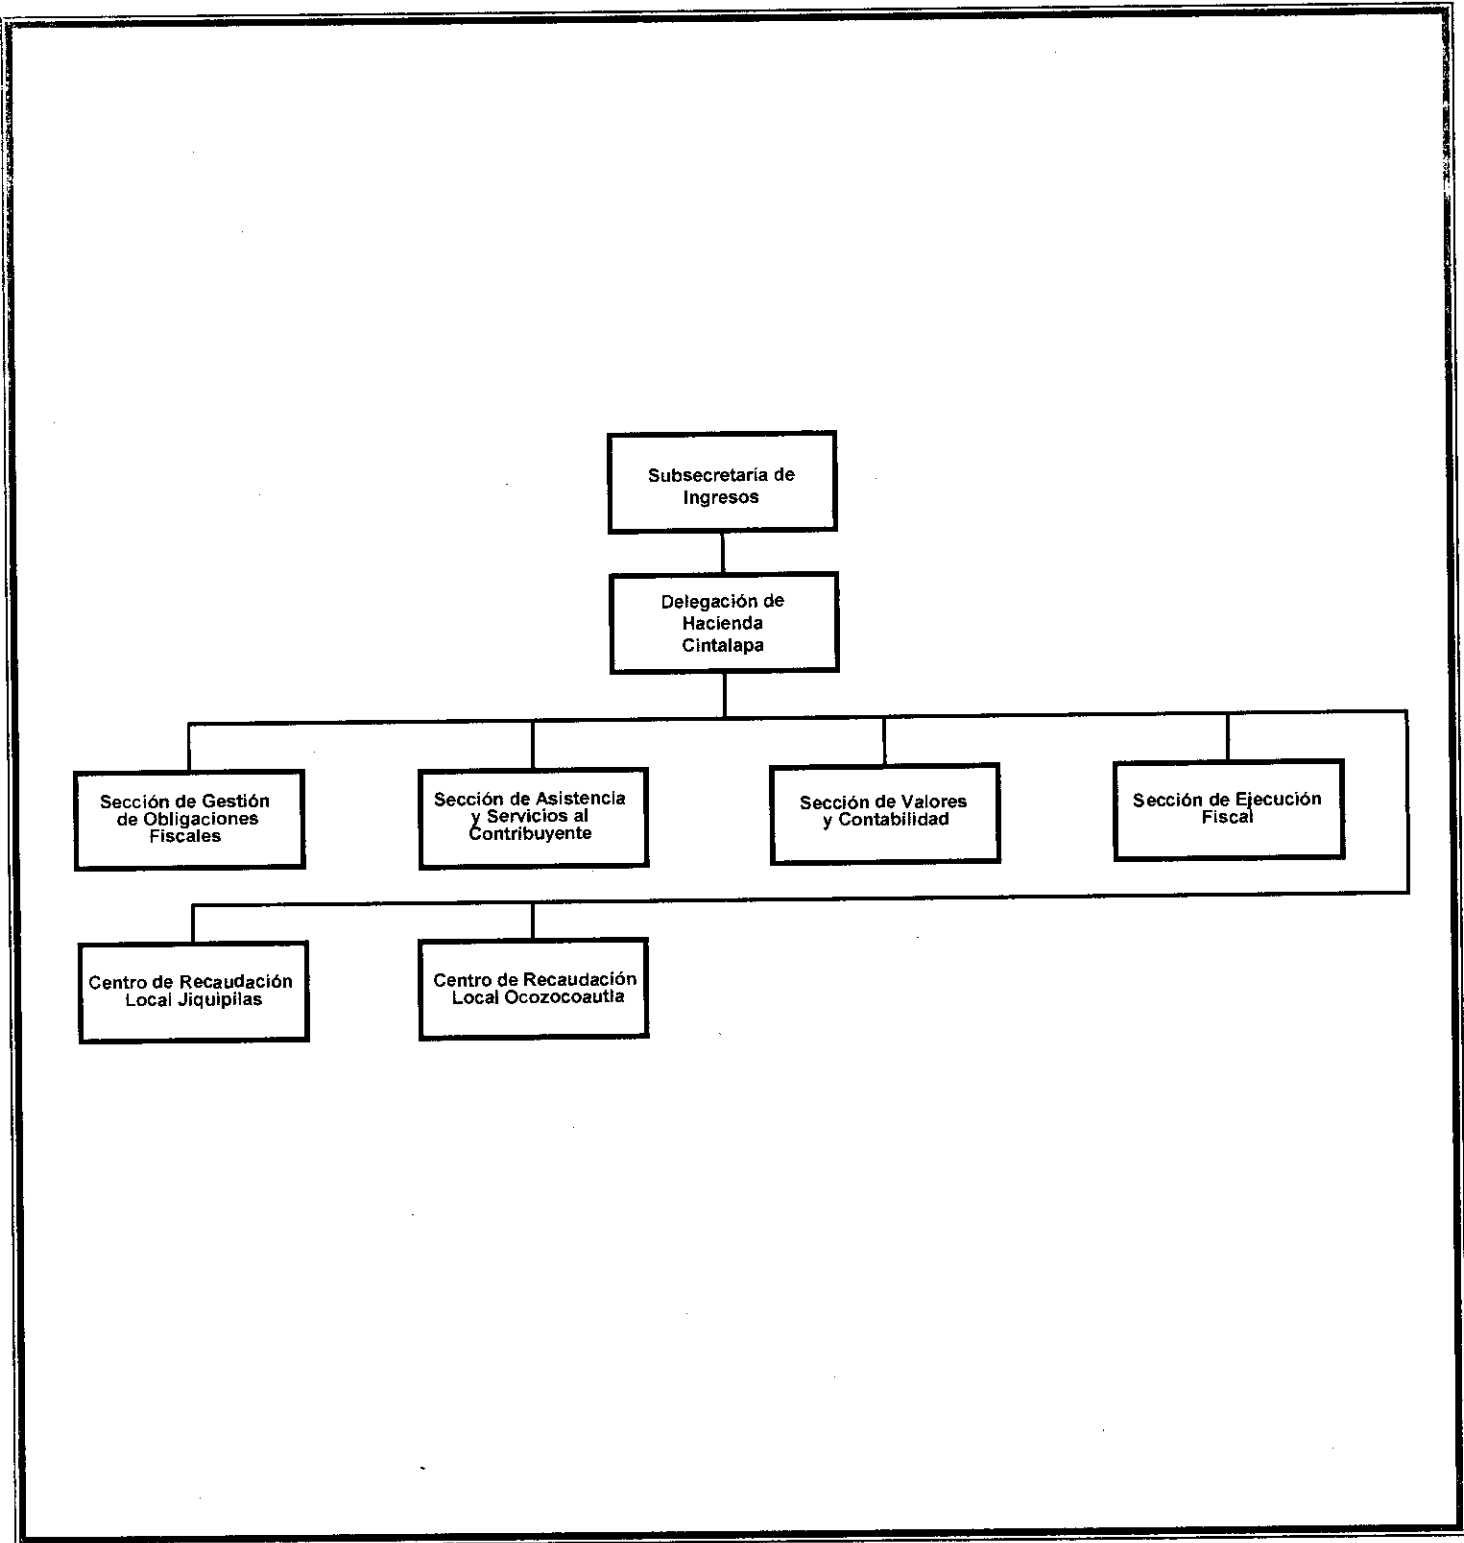 Subsecretaría de
Ingresos
Delegación de
Hacienda
Cintalapa
Sección de Gestión
de Obligaciones
Fiscales
Sección de Asistencia
y Servicios al
Contribuyente
Sección de Valores
y Contabilidad
Sección de Ejecución
Fiscal
Centro de Recaudación
Local Jiquipilas
Centro de Recaudación
Local Ocozocoautla